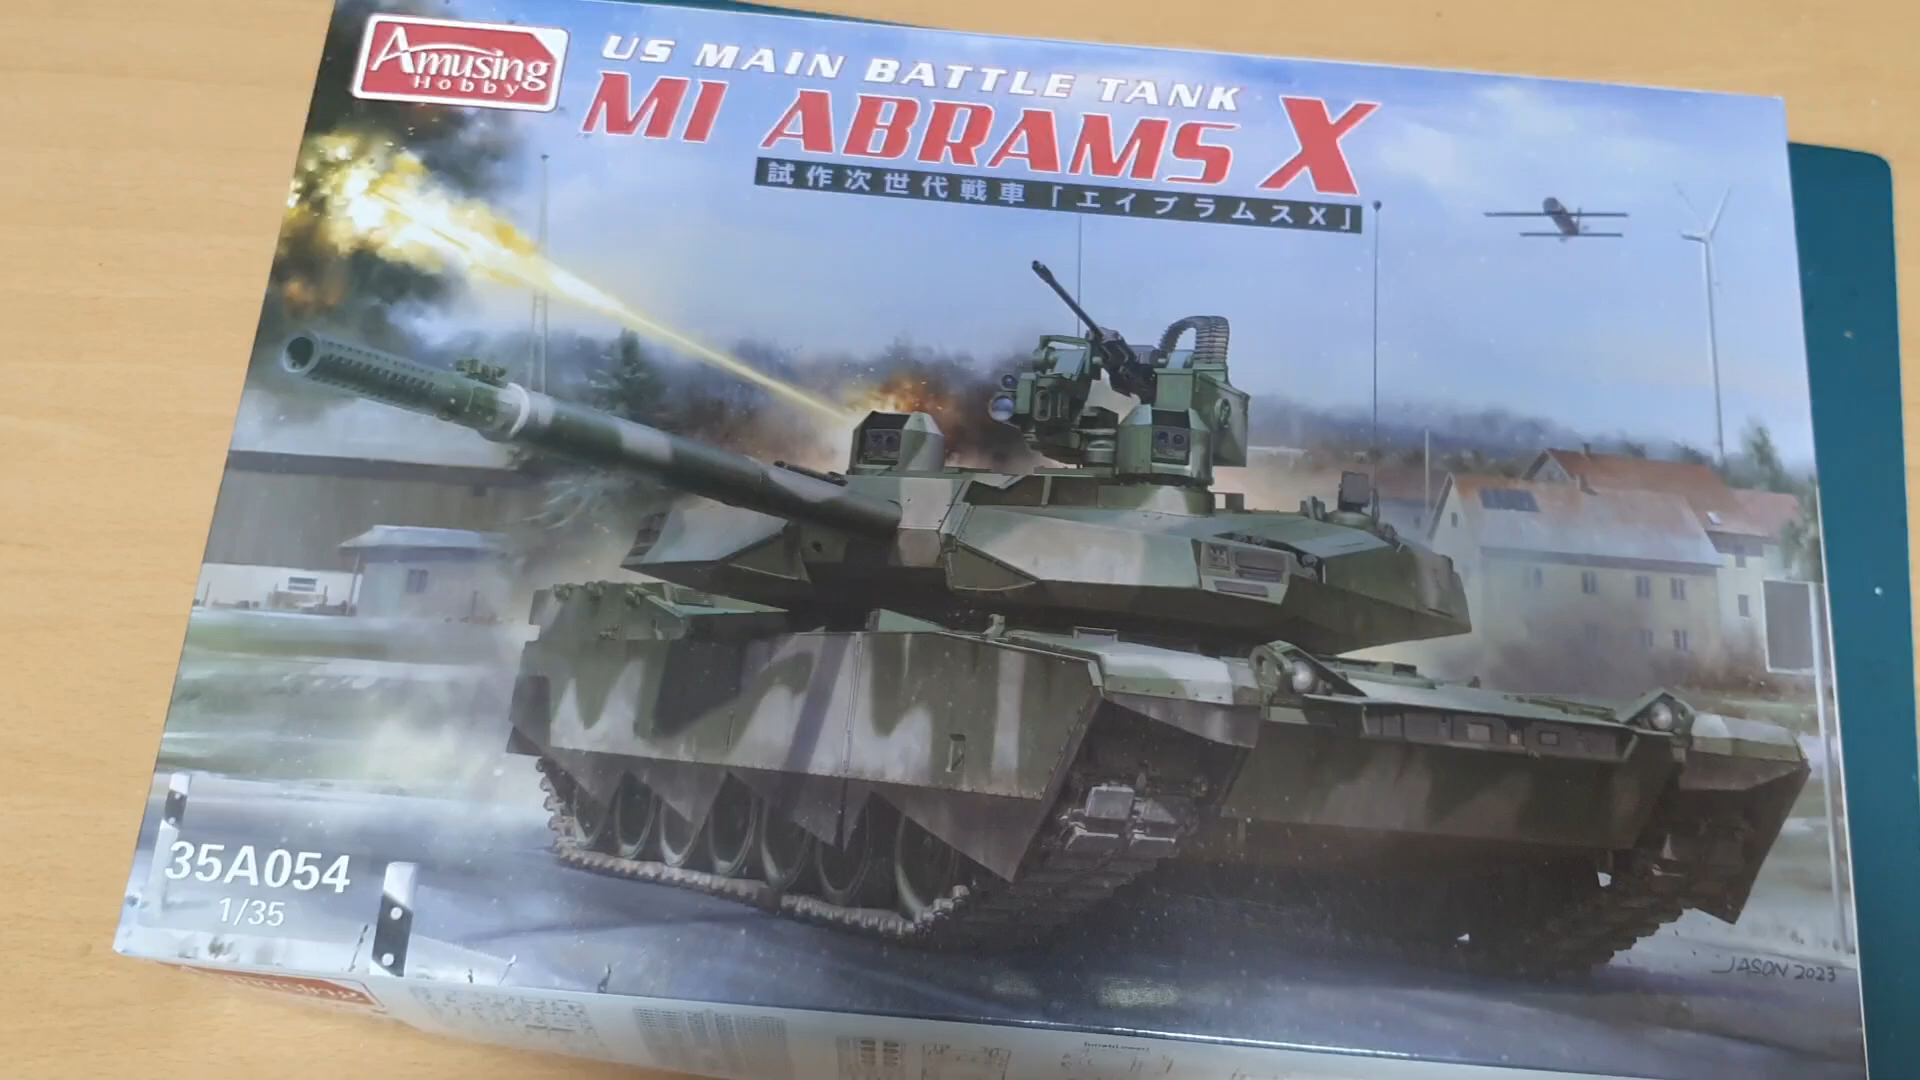 Amusing
Hobby
US MAIN BATTLE TANK
M1 ABRAMS X
試作次世代戦車「エイブラムスX」
35A054
1/35
JASON 2023